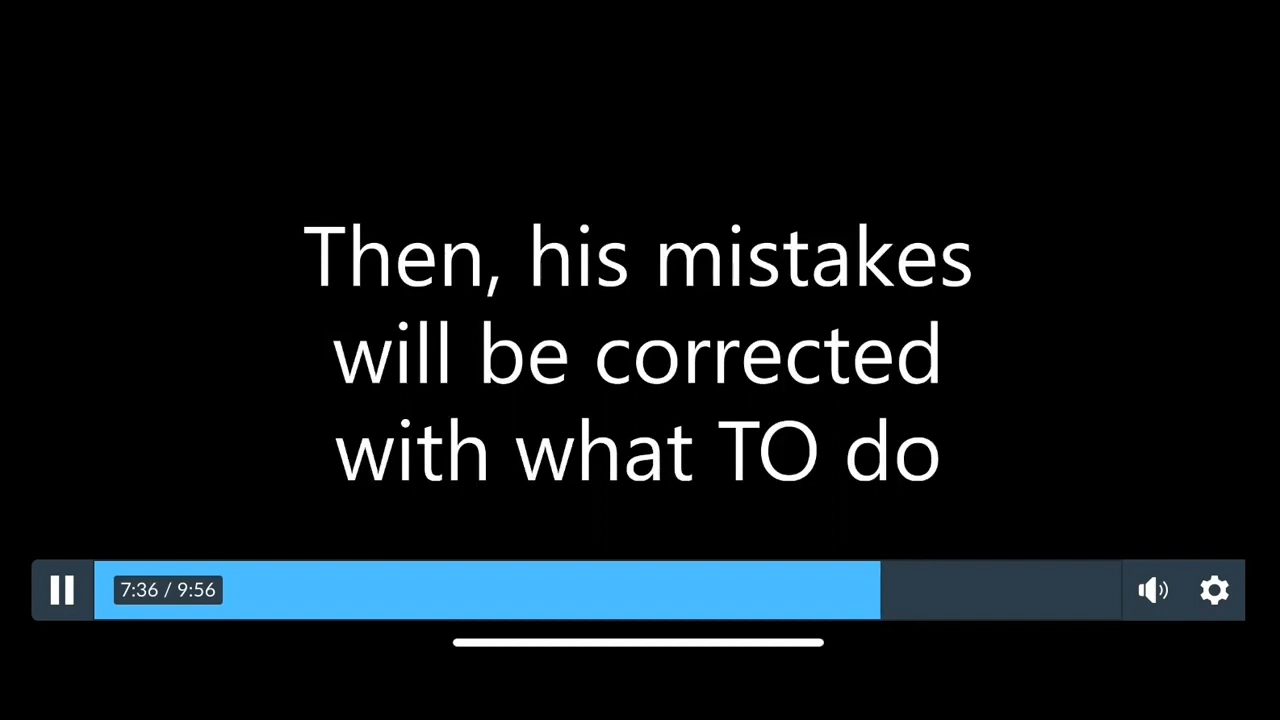 Then, his mistakes
will be corrected
with what TO do
7:36 / 9:56